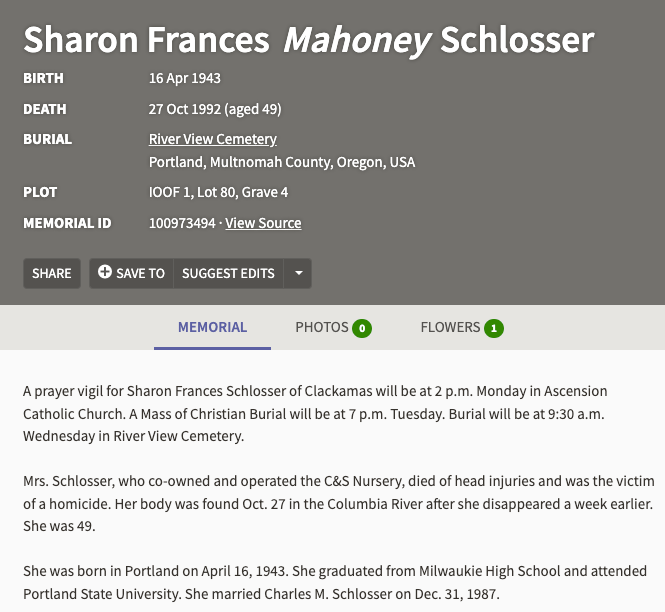 Sharon Frances Mahoney Schlosser
BIRTH 16 Apr 1943
DEATH 27 Oct 1992 (aged 49)
BURIAL River View Cemetery
Portland, Multnomah County, Oregon, USA
PLOT IOOF 1, Lot 80, Grave 4
MEMORIAL ID 100973494 · View Source
SHARE SAVE TO SUGGEST EDITS
MEMORIAL PHOTOS 0 FLOWERS 1
A prayer vigil for Sharon Frances Schlosser of Clackamas will be at 2 p.m. Monday in Ascension
Catholic Church. A Mass of Christian Burial will be at 7 p.m. Tuesday. Burial will be at 9:30 a.m.
Wednesday in River View Cemetery.
Mrs. Schlosser, who co-owned and operated the C&S Nursery, died of head injuries and was the victim
of a homicide. Her body was found Oct. 27 in the Columbia River after she disappeared a week earlier.
She was 49.
She was born in Portland on April 16, 1943. She graduated from Milwaukie High School and attended
Portland State University. She married Charles M. Schlosser on Dec. 31, 1987.